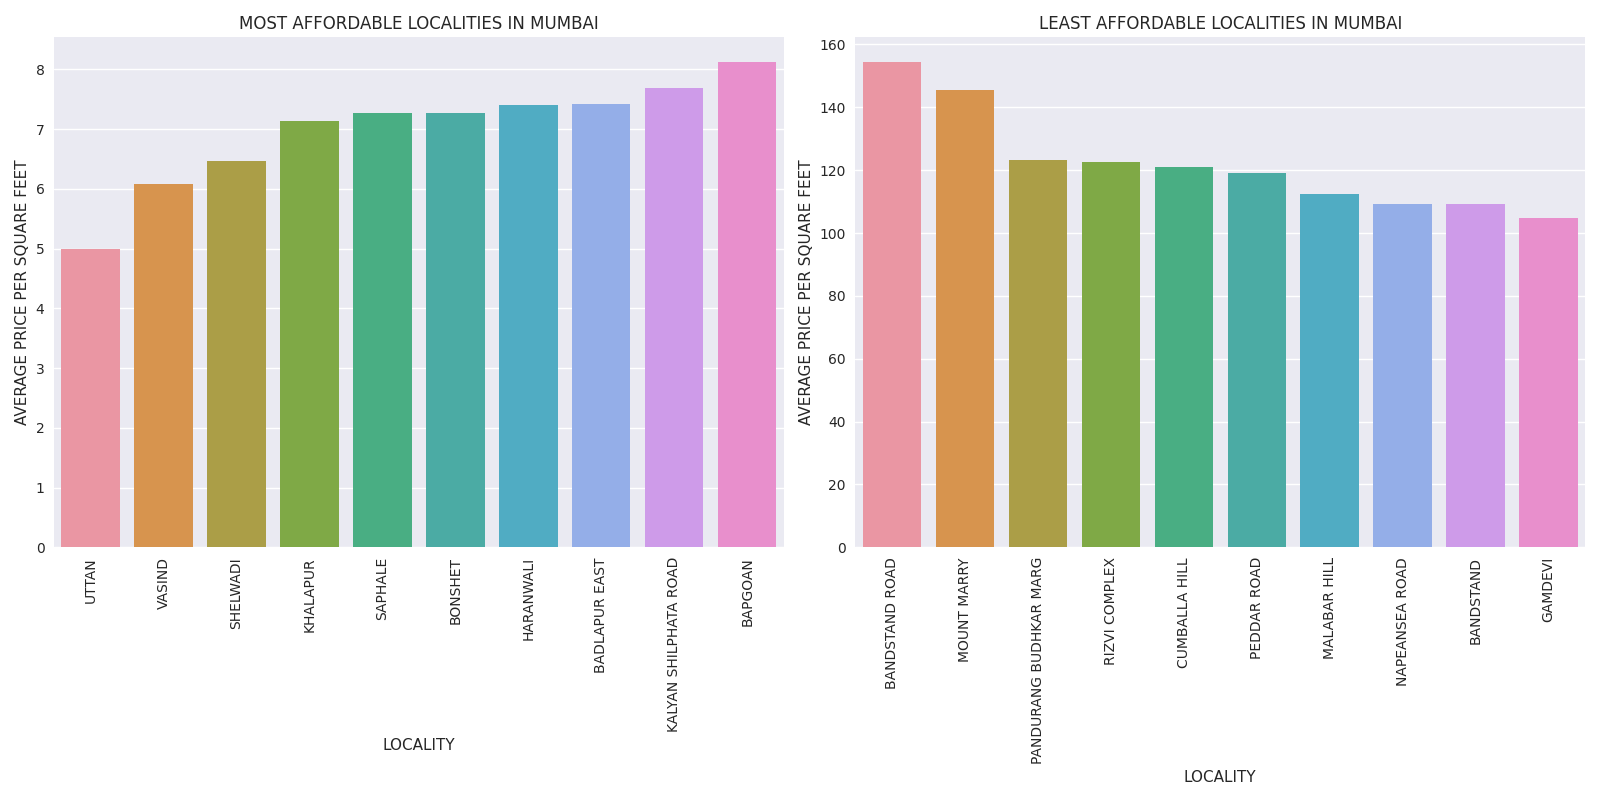 MOST AFFORDABLE LOCALITIES IN MUMBAI
AVERAGE PRICE PER SQUARE FEET
8
7
6
5
4
3
2
1
0
UTTAN
VASIND
SHELWADI
KHALAPUR
SAPHALE
BONSHET
HARANWALI
BADLAPUR EAST
KALYAN SHILPHATA ROAD
BAPGOAN
LOCALITY
LEAST AFFORDABLE LOCALITIES IN MUMBAI
AVERAGE PRICE PER SQUARE FEET
160
140
120
100
80
60
40
20
0
BANDSTAND ROAD
MOUNT MARRY
PANDURANG BUDHKAR MARG
RIZVI COMPLEX
CUMBALLA HILL
PEDDAR ROAD
MALABAR HILL
NAPEANSEA ROAD
BANDSTAND
GAMDEVI
LOCALITY